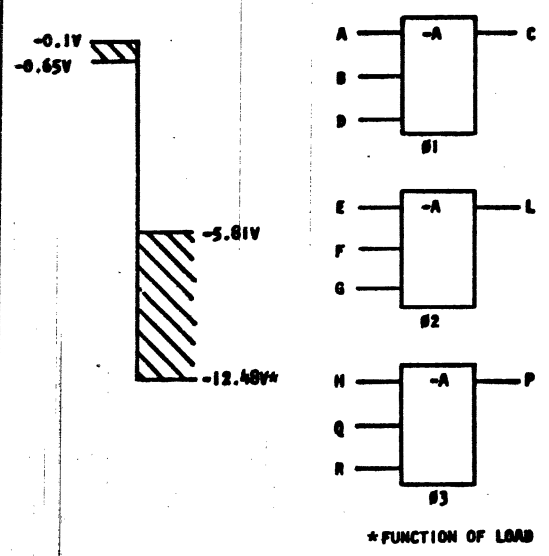 -0.1V
-0.65V
-5.81V
-12.48V*
A -A C
B
D
Ø1
E -A L
F
G
Ø2
H -A P
Q
R
Ø3
*FUNCTION OF LOAD